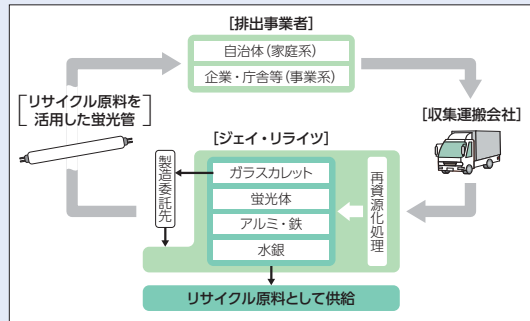 [排出事業者]
自治体(家庭系)
企業・庁舎等(事業系)
[リサイクル原料を
活用した蛍光管]
[収集運搬会社]
[ジェイ・リライツ]
製造委託先
ガラスカレット
蛍光体
アルミ・鉄
水銀
再資源化処理
リサイクル原料として供給